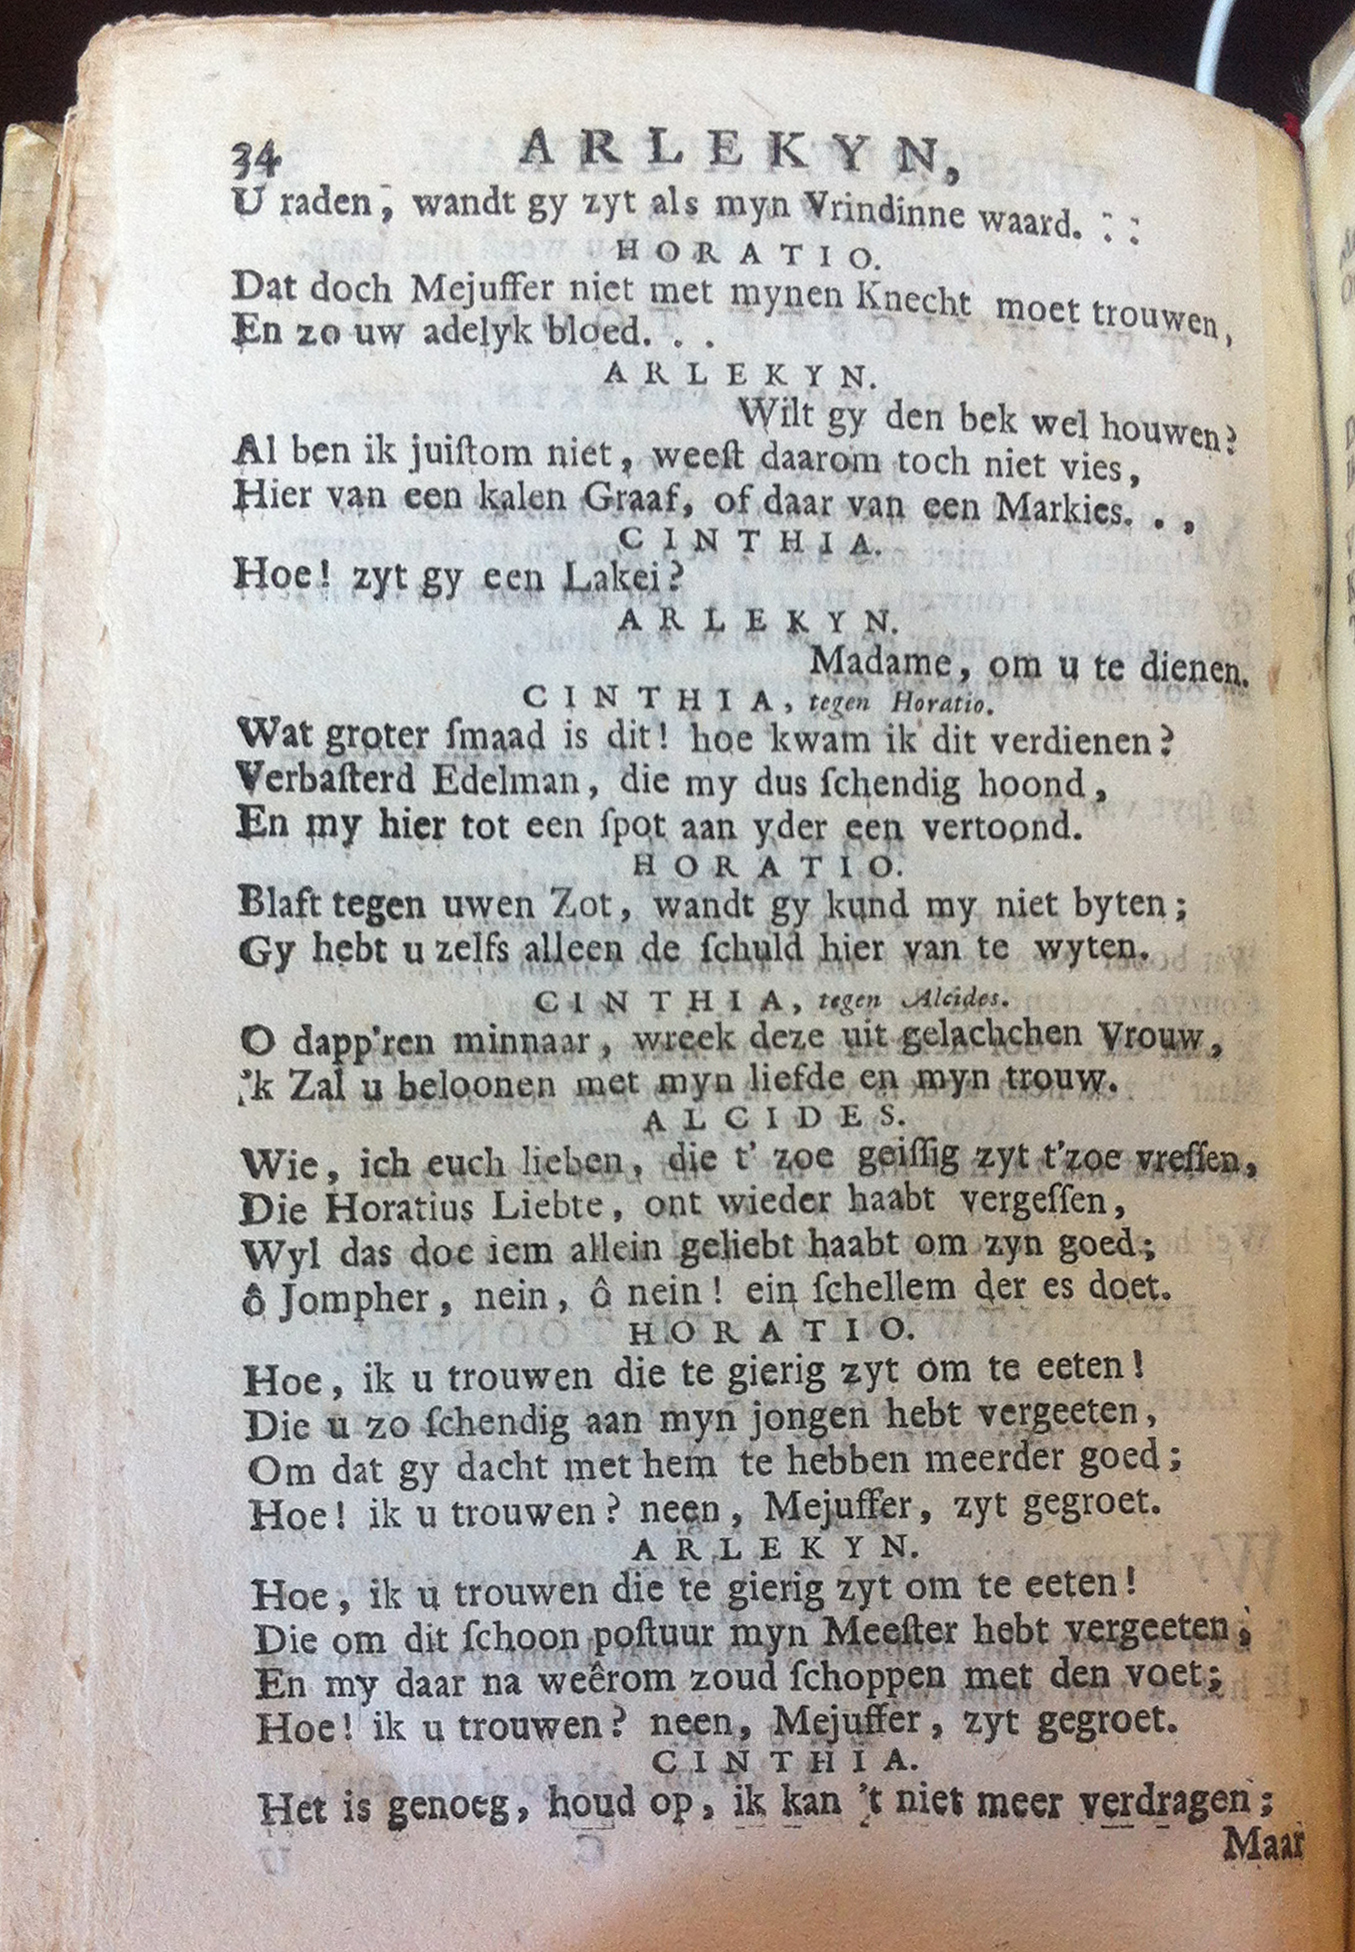 34 ARLEKYN,
U raden, wandt gy zyt als myn Vrindinne waard. : :
HORATIO.
Dat doch Mejuffer niet met mynen Knecht moet trouwen,
En zo uw adelyk bloed. . .
ARLEKYN.
Wilt gy den bek wel houwen?
Al ben ik juiſtom niet, weeſt daarom toch niet vies,
Hier van een kalen Graaf, of daar van een Markies. . ,
CINTHIA.
Hoe! zyt gy een Lakei?
ARLEKYN.
Madame, om u te dienen.
CINTHIA, tegen Horatio.
Wat groter ſmaad is dit! hoe kwam ik dit verdienen?
Verbaſterd Edelman, die my dus ſchendig hoond,
En my hier tot een ſpot aan yder een vertoond.
HORATIO.
Blaft tegen uwen Zot, wandt gy kund my niet byten;
Gy hebt u zelfs alleen de ſchuld hier van te wyten.
CINTHIA, tegen Alcides.
O dapp'ren minnaar, wreek deze uit gelachchen Vrouw,
'k Zal u beloonen met myn liefde en myn trouw.
ALCIDES.
Wie, ich euch lieben, die t' zoe geiſſig zyt t'zoe vreſſen,
Die Horatius Liebte, ont wieder haabt vergeſſen,
Wyl das doe iem allein geliebt haabt om zyn goed;
ô Jompher, nein, ô nein! ein ſchellem der es doet.
HORATIO.
Hoe, ik u trouwen die te gierig zyt om te eeten!
Die u zo ſchendig aan myn jongen hebt vergeeten,
Om dat gy dacht met hem te hebben meerder goed;
Hoe! ik u trouwen? neen, Mejuffer, zyt gegroet.
ARLEKYN.
Hoe, ik u trouwen die te gierig zyt om te eeten!
Die om dit ſchoon poſtuur myn Meeſter hebt vergeeten,
En my daar na weêrom zoud ſchoppen met den voet;
Hoe! ik u trouwen? neen, Mejuffer, zyt gegroet.
CINTHIA.
Het is genoeg, houd op, ik kan 't niet meer verdragen;
Maar